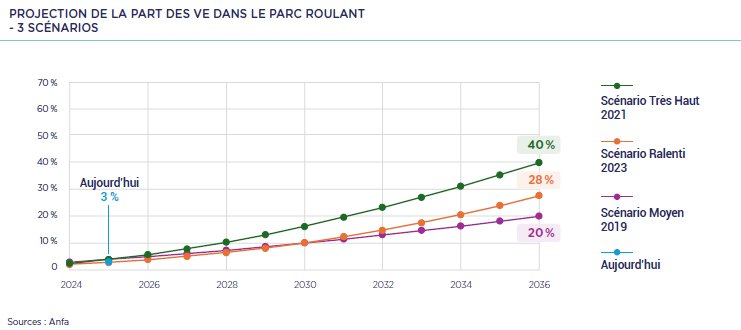 PROJECTION DE LA PART DES VE DANS LE PARC ROULANT
- 3 SCÉNARIOS
70 %
60 %
50 %
40 %
30 %
20 %
10 %
0
Aujourd'hui
3 %
40 %
28 %
20 %
2024
2026
2028
2030
2032
2034
2036
Scénario Très Haut
2021
Scénario Ralenti
2023
Scénario Moyen
2019
Aujourd'hui
Sources : Anfa